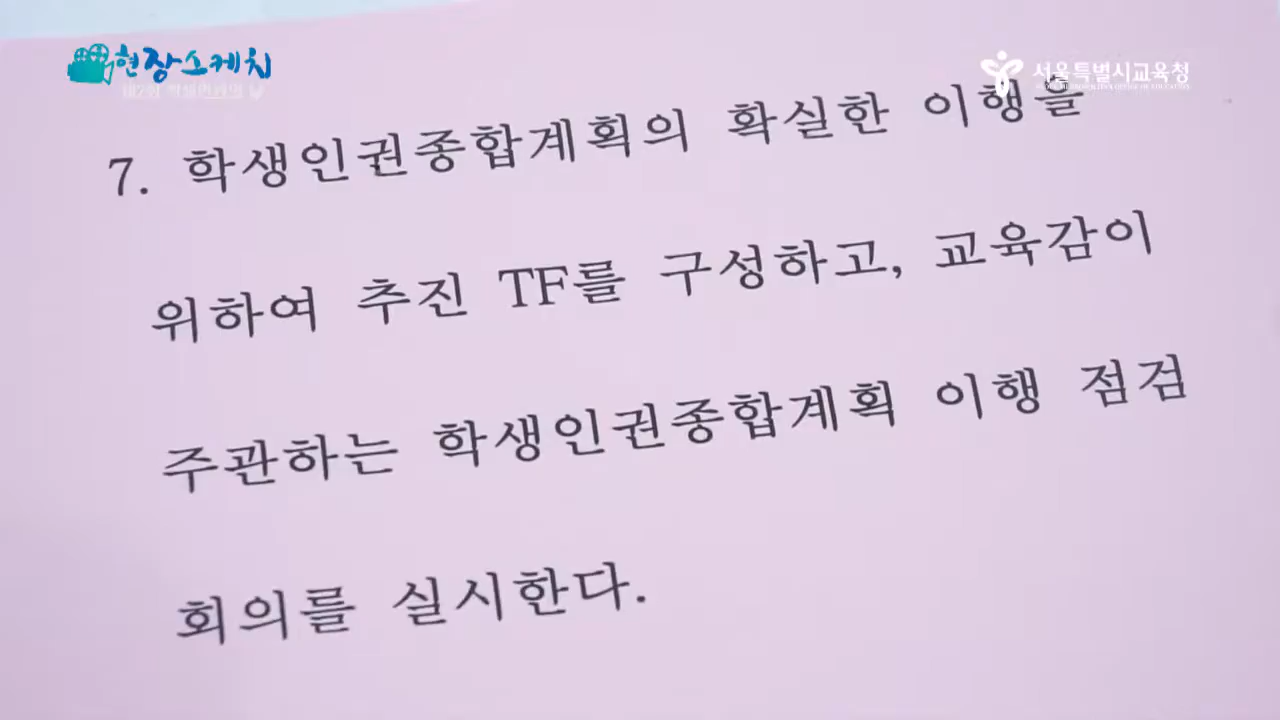 현장스케치
서울특별시교육청
7. 학생인권종합계획의 확실한 이행을
위하여 추진 TF를 구성하고, 교육감이
주관하는 학생인권종합계획 이행 점검
회의를 실시한다.